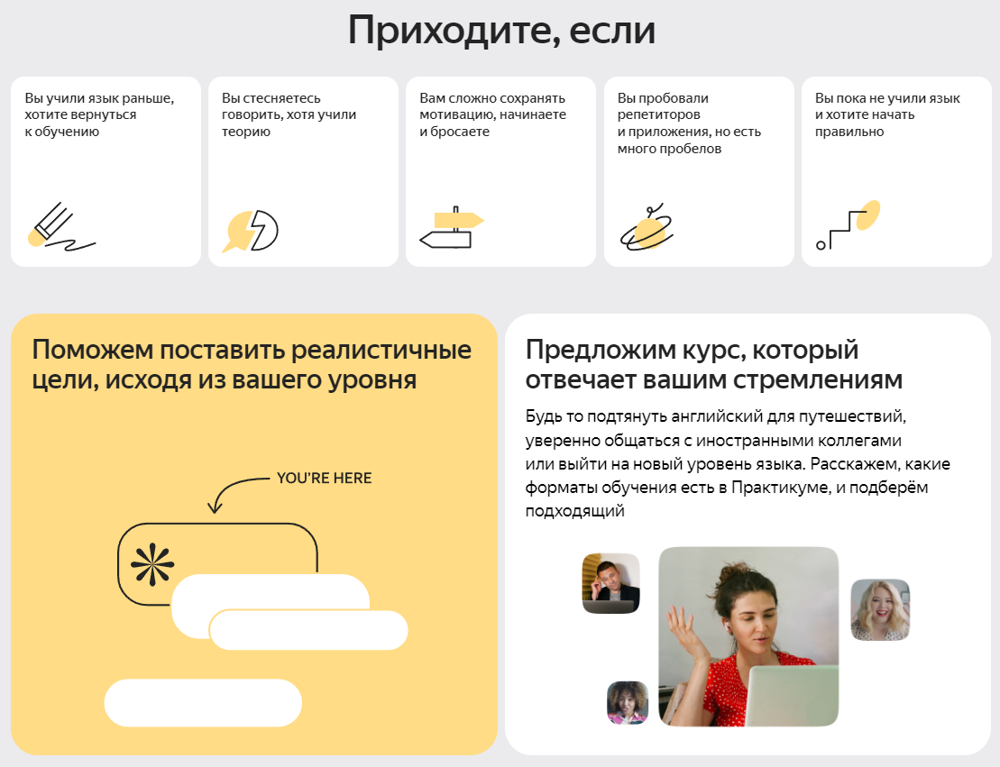 Приходите, если
Вы учили язык раньше,
хотите вернуться
к обучению
Вы стесняетесь
говорить, хотя учили
теорию
Вам сложно сохранять
мотивацию, начинаете
и бросаете
Вы пробовали
репетиторов
и приложения, но есть
много пробелов
Вы пока не учили язык
и хотите начать
правильно
Поможем поставить реалистичные
цели, исходя из вашего уровня
YOU’RE HERE
Предложим курс, который
отвечает вашим стремлениям
Будь то подтянуть английский для путешествий,
уверенно общаться с иностранными коллегами
или выйти на новый уровень языка. Расскажем, какие
форматы обучения есть в Практикуме, и подберём
подходящий